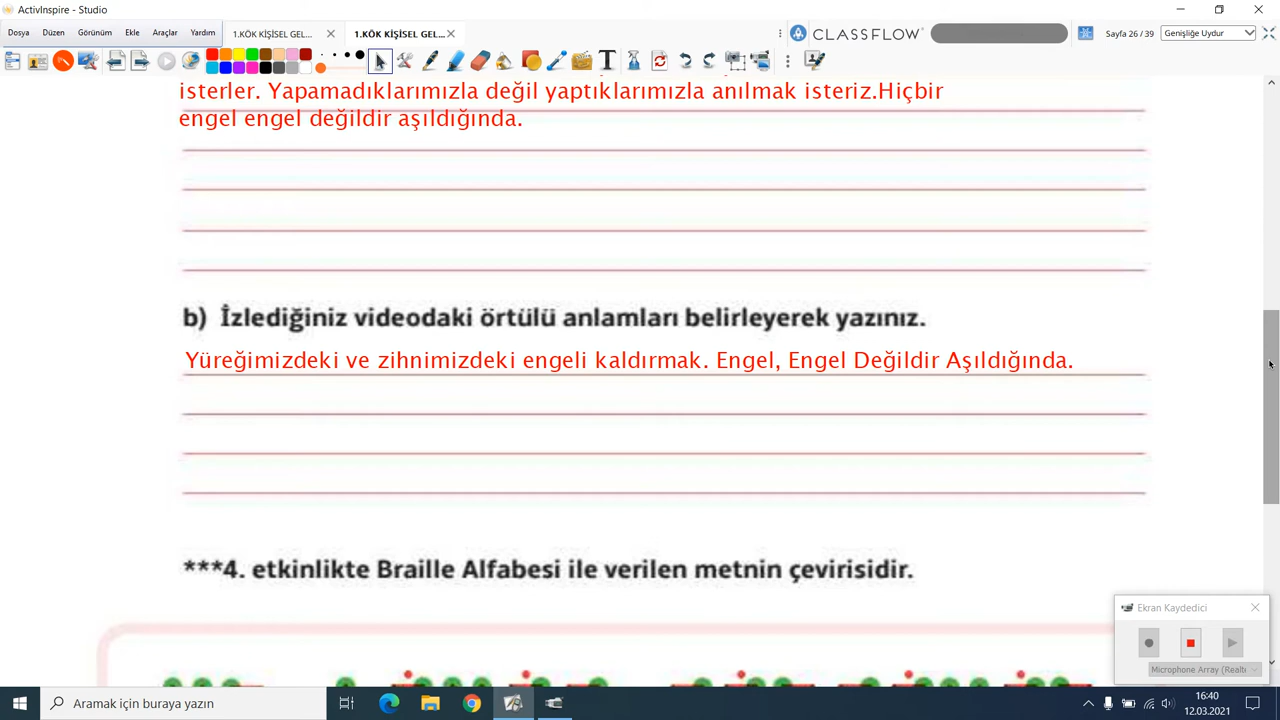 ActivInspire - Studio
Dosya Düzen Görünüm Ekle Araçlar Yardım
1.KÖK KİŞİSEL GEL... 1.KÖK KİŞİSEL GEL...
CLASSFLOW
Sayfa 26 / 39 Genişliğe Uydur
isterler. Yapamadıklarımızla değil yaptıklarımızla anılmak isteriz.Hiçbir
engel engel değildir aşıldığında.
b) İzlediğiniz videodaki örtülü anlamları belirleyerek yazınız.
Yüreğimizdeki ve zihnimizdeki engeli kaldırmak. Engel, Engel Değildir Aşıldığında.
***4. etkinlikte Braille Alfabesi ile verilen metnin çevirisidir.
Ekran Kaydedici
Microphone Array (Realt
Aramak için buraya yazın
16:40
12.03.2021